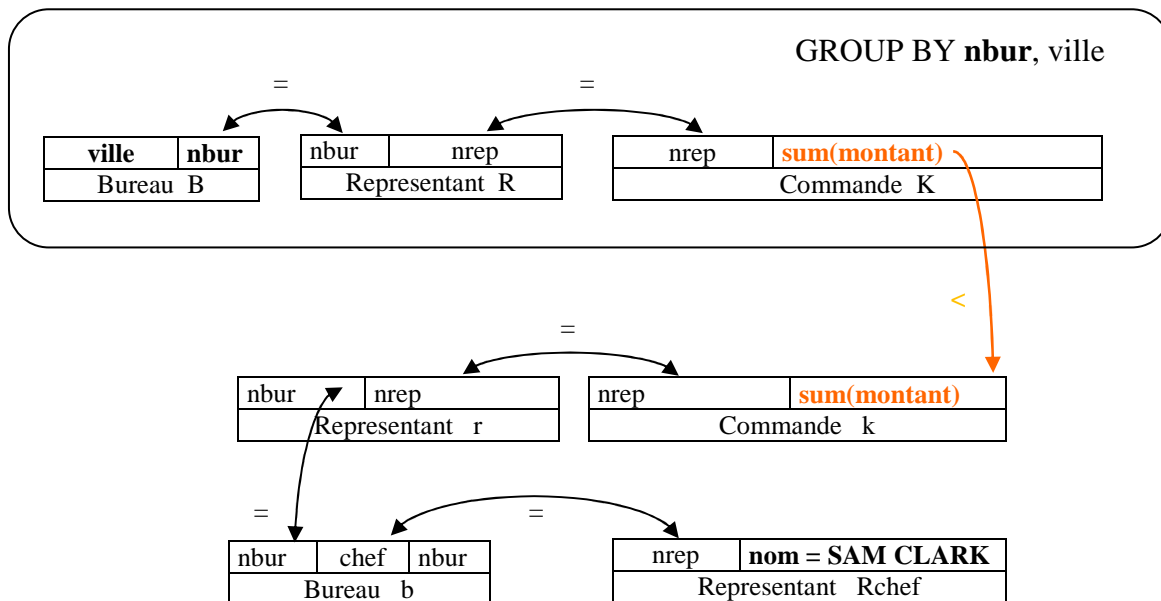 GROUP BY nbur, ville
= =
ville nbur nbur nrep nrep sum(montant)
Bureau B Representant R Commande K
<
=
nbur nrep nrep sum(montant)
Representant r Commande k
= =
nbur chef nbur nrep nom = SAM CLARK
Bureau b Representant Rchef